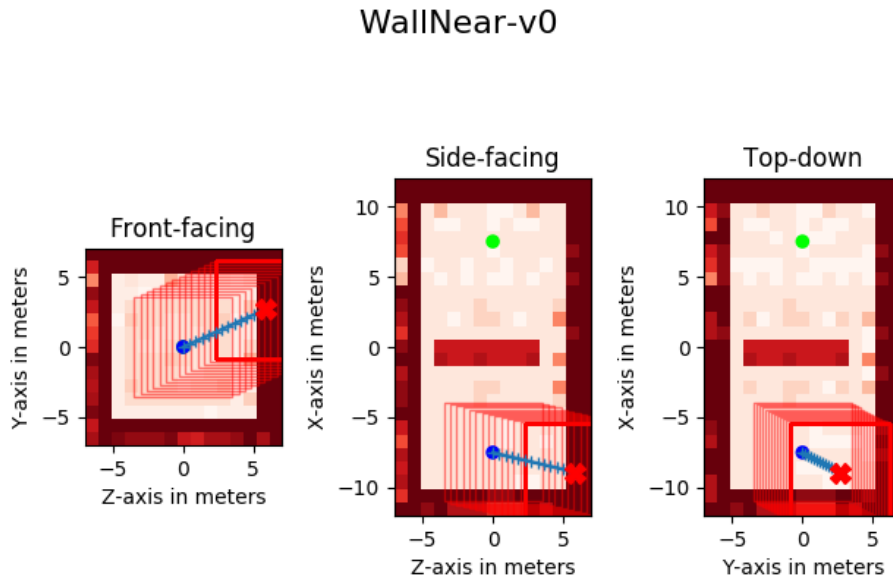 WallNear-v0
Front-facing
Y-axis in meters
5
0
−5
−5
0
5
Z-axis in meters
Side-facing
X-axis in meters
10
5
0
−5
−10
−5
0
5
Z-axis in meters
Top-down
X-axis in meters
10
5
0
−5
−10
−5
0
5
Y-axis in meters